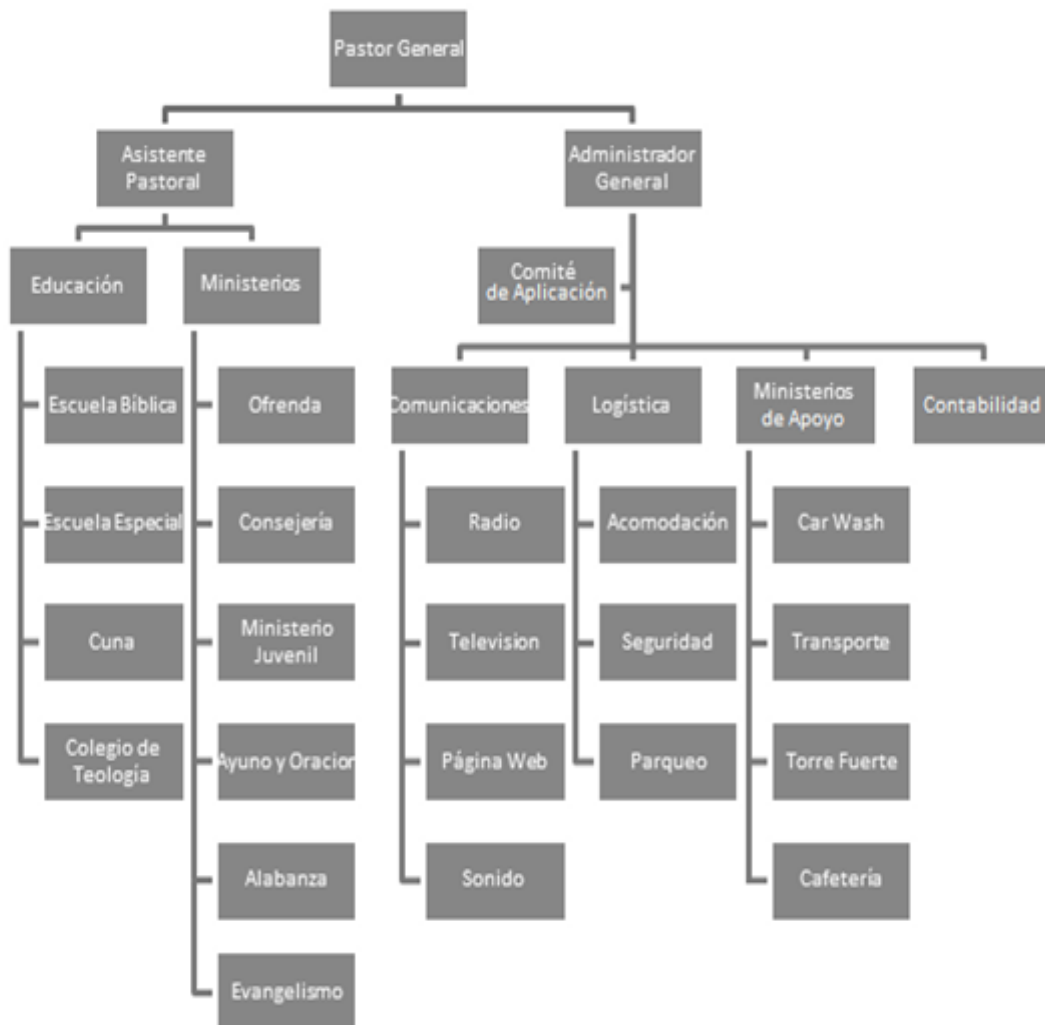 Pastor General
Asistente
Pastoral
Administrador
General
Educación
Ministerios
Comité
de Aplicación
Escuela Bíblica
Ofrenda
Comunicaciones
Logística
Ministerios
de Apoyo
Contabilidad
Escuela Especial
Consejería
Radio
Acomodación
Car Wash
Cuna
Ministerio
Juvenil
Television
Seguridad
Transporte
Colegio de
Teología
Ayuno y Oracion
Página Web
Parqueo
Torre Fuerte
Alabanza
Sonido
Cafetería
Evangelismo